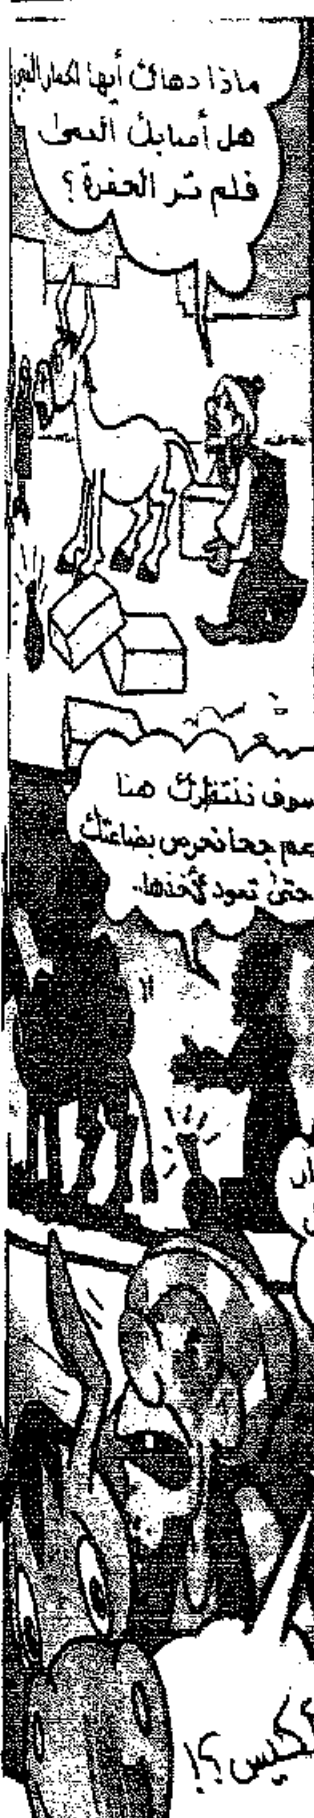 ماذا دهاك أيها الحمار الغبي
هل أصابك العمى
فلم تر الحفرة؟
سوف ننتظرك هنا
عم جحا نحرس بضاعتك
حتى تعود لأخذها..
الكيس؟!